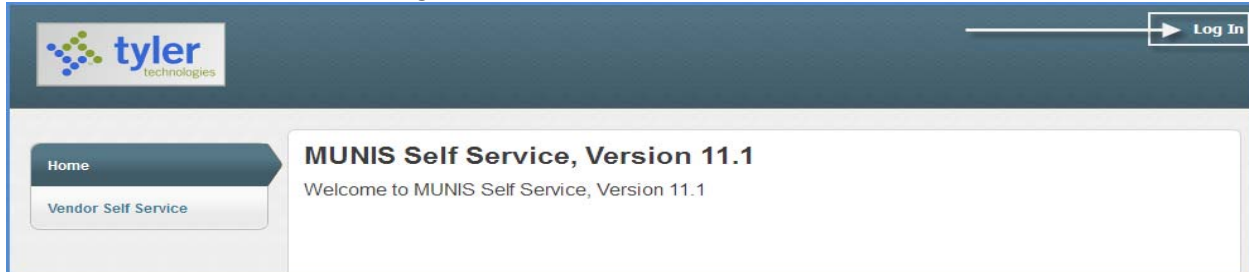 tyler
technologies
Log In
Home
Vendor Self Service
MUNIS Self Service, Version 11.1
Welcome to MUNIS Self Service, Version 11.1